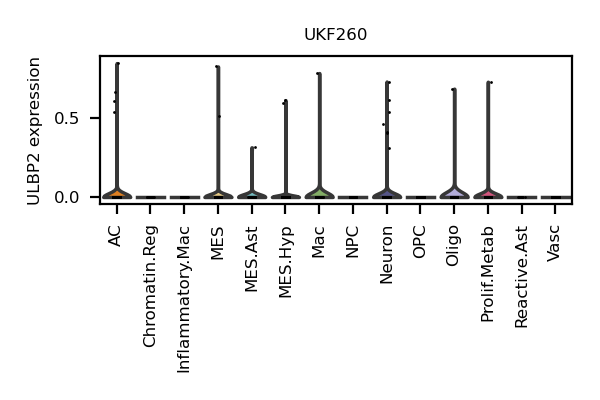 UKF260
ULBP2 expression
0.5
0.0
AC
Chromatin.Reg
Inflammatory.Mac
MES
MES.Ast
MES.Hyp
Mac
NPC
Neuron
OPC
Oligo
Prolif.Metab
Reactive.Ast
Vasc